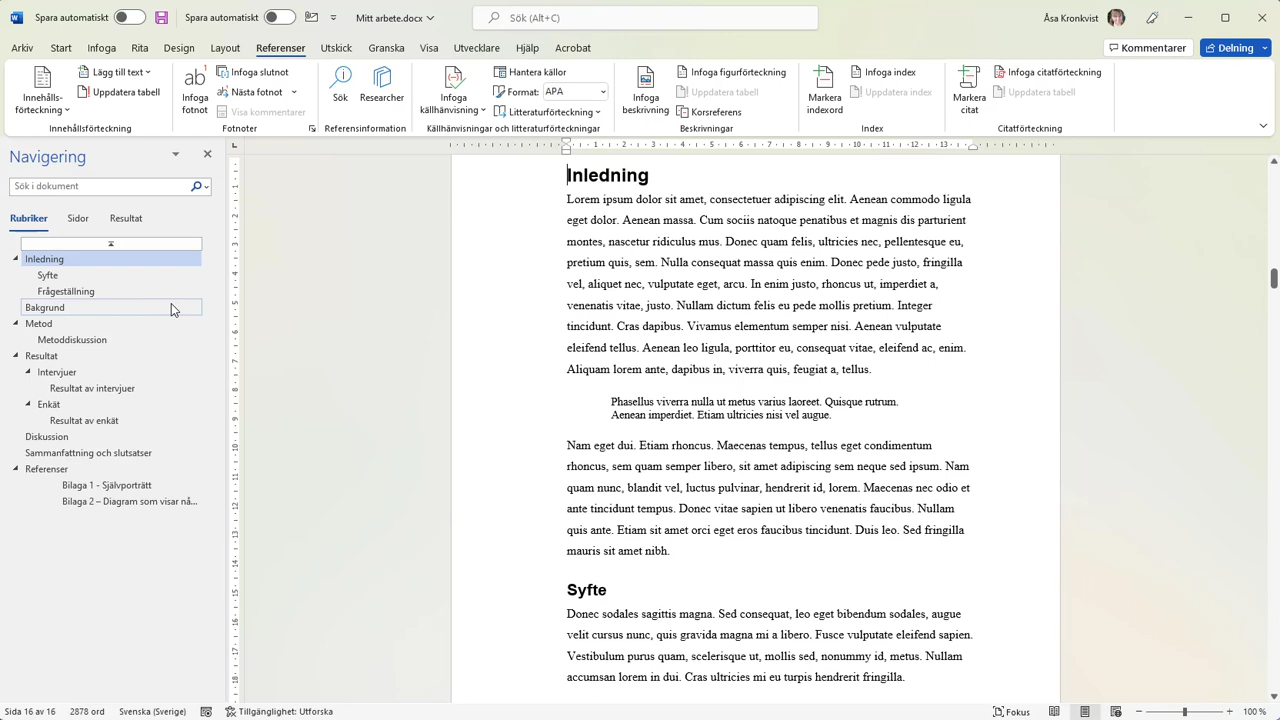 Spara automatiskt
Spara automatiskt
Mitt arbete.docx
Sök (Alt+C)
Åsa Kronkvist
Arkiv
Start
Infoga
Rita
Design
Layout
Referenser
Utskick
Granska
Visa
Utvecklare
Hjälp
Acrobat
Kommentarer
Delning
Innehålls-
förteckning
Lägg till text
Uppdatera tabell
Innehållsförteckning
ab
Infoga
fotnot
Infoga slutnot
Nästa fotnot
Visa kommentarer
Fotnoter
Sök
Researcher
Referensinformation
Infoga
källhänvisning
Hantera källor
Format: APA
Litteraturförteckning
Källhänvisningar och litteraturförteckningar
Infoga
beskrivning
Infoga figurförteckning
Uppdatera tabell
Korsreferens
Beskrivningar
Markera
indexord
Infoga index
Uppdatera index
Index
Markera
citat
Infoga citatförteckning
Uppdatera tabell
Citatförteckning
Navigering
Sök i dokument
Rubriker
Sidor
Resultat
Inledning
Syfte
Frågeställning
Bakgrund
Metod
Metoddiskussion
Resultat
Intervjuer
Resultat av intervjuer
Enkät
Resultat av enkät
Diskussion
Sammanfattning och slutsatser
Referenser
Bilaga 1 - Självporträtt
Bilaga 2 – Diagram som visar nå...
1 2 3 4 5 6 7 8 9 10 11 12 13
Inledning
Lorem ipsum dolor sit amet, consectetuer adipiscing elit. Aenean commodo ligula
eget dolor. Aenean massa. Cum sociis natoque penatibus et magnis dis parturient
montes, nascetur ridiculus mus. Donec quam felis, ultricies nec, pellentesque eu,
pretium quis, sem. Nulla consequat massa quis enim. Donec pede justo, fringilla
vel, aliquet nec, vulputate eget, arcu. In enim justo, rhoncus ut, imperdiet a,
venenatis vitae, justo. Nullam dictum felis eu pede mollis pretium. Integer
tincidunt. Cras dapibus. Vivamus elementum semper nisi. Aenean vulputate
eleifend tellus. Aenean leo ligula, porttitor eu, consequat vitae, eleifend ac, enim.
Aliquam lorem ante, dapibus in, viverra quis, feugiat a, tellus.
Phasellus viverra nulla ut metus varius laoreet. Quisque rutrum.
Aenean imperdiet. Etiam ultricies nisi vel augue.
Nam eget dui. Etiam rhoncus. Maecenas tempus, tellus eget condimentum
rhoncus, sem quam semper libero, sit amet adipiscing sem neque sed ipsum. Nam
quam nunc, blandit vel, luctus pulvinar, hendrerit id, lorem. Maecenas nec odio et
ante tincidunt tempus. Donec vitae sapien ut libero venenatis faucibus. Nullam
quis ante. Etiam sit amet orci eget eros faucibus tincidunt. Duis leo. Sed fringilla
mauris sit amet nibh.
Syfte
Donec sodales sagittis magna. Sed consequat, leo eget bibendum sodales, augue
velit cursus nunc, quis gravida magna mi a libero. Fusce vulputate eleifend sapien.
Vestibulum purus quam, scelerisque ut, mollis sed, nonummy id, metus. Nullam
accumsan lorem in dui. Cras ultricies mi eu turpis hendrerit fringilla.
Sida 16 av 16
2878 ord
Svenska (Sverige)
Tillgänglighet: Utforska
Fokus
100 %